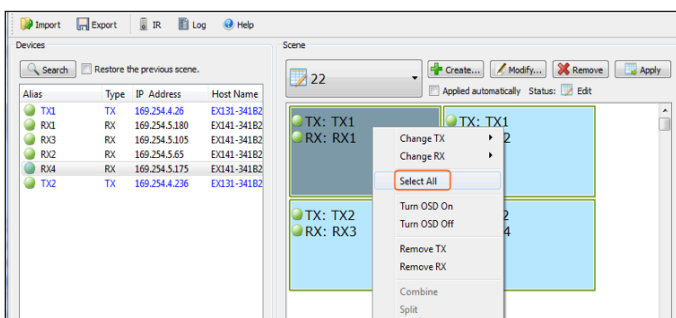 Import Export IR Log Help
Devices
Search Restore the previous scene.
Alias Type IP Address Host Name
TX1 TX 169.254.4.26 EX131-341B2
RX1 RX 169.254.5.180 EX141-341B2
RX3 RX 169.254.5.105 EX141-341B2
RX2 RX 169.254.5.65 EX141-341B2
RX4 RX 169.254.5.175 EX141-341B2
TX2 TX 169.254.4.236 EX131-341B2
Scene
22
Create... Modify... Remove Apply
Applied automatically Status: Edit
TX: TX1
RX: RX1
TX: TX1
2
TX: TX2
RX: RX3
2
4
Change TX
Change RX
Select All
Turn OSD On
Turn OSD Off
Remove TX
Remove RX
Combine
Split